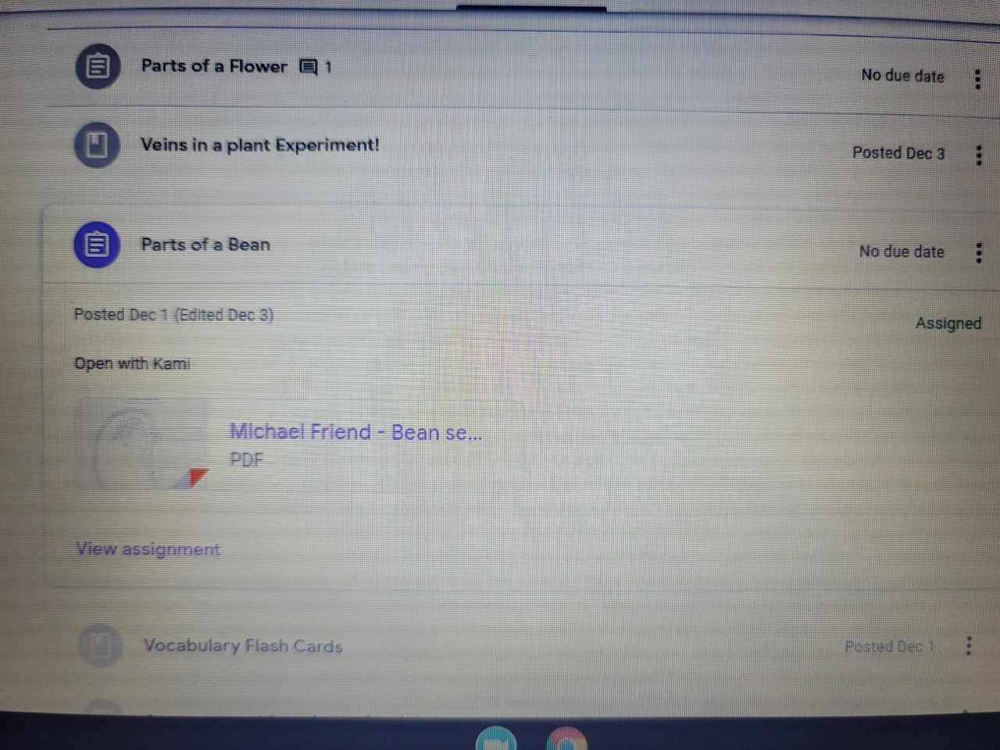 Parts of a Flower 1
No due date
Veins in a plant Experiment!
Posted Dec 3
Parts of a Bean
No due date
Posted Dec 1 (Edited Dec 3)
Assigned
Open with Kami
Michael Friend - Bean se...
PDF
View assignment
Vocabulary Flash Cards
Posted Dec 1